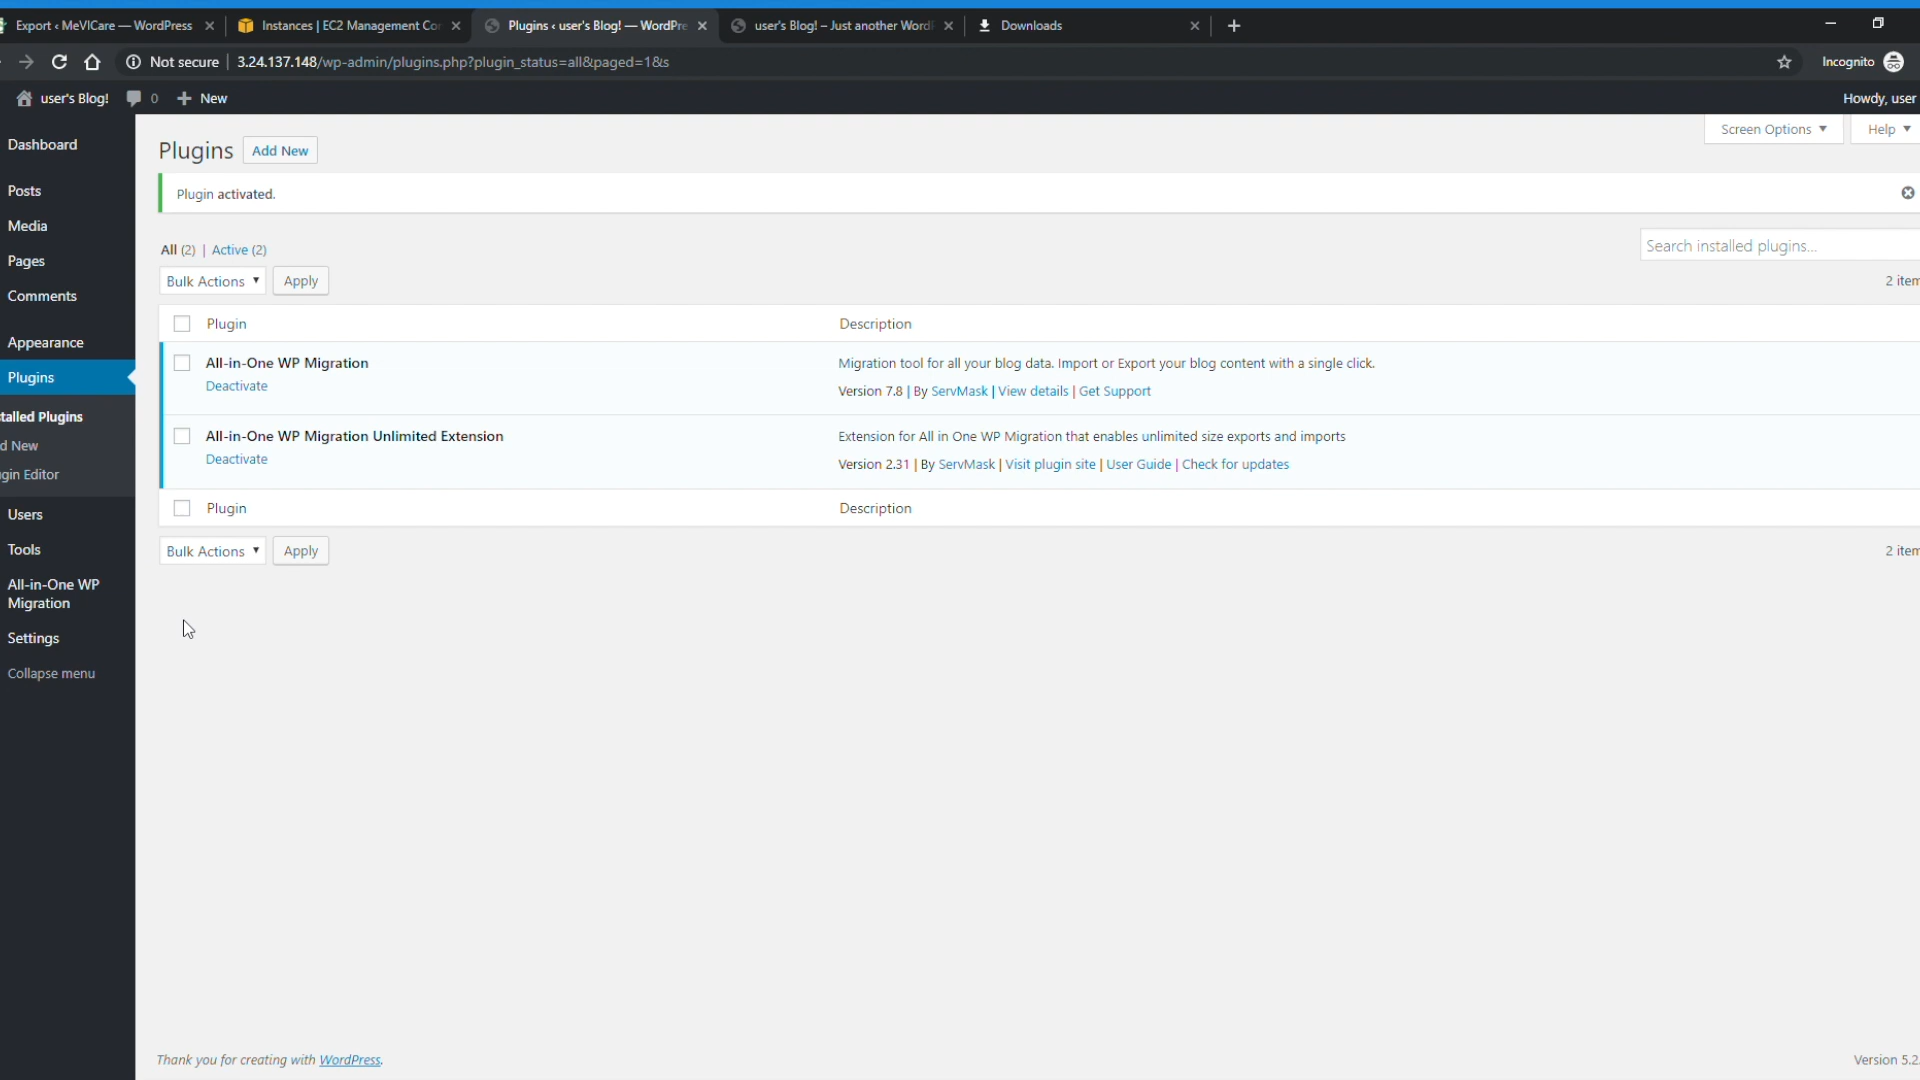 Export ‹ MeVICare — WordPress
Instances | EC2 Management Co
Plugins ‹ user's Blog! — WordPre
user's Blog! – Just another Word
Downloads
Not secure
3.24.137.148/wp-admin/plugins.php?plugin_status=all&paged=1&s
Incognito
user's Blog!
0
New
Howdy, user
Dashboard
Posts
Media
Pages
Comments
Appearance
Plugins
talled Plugins
d New
gin Editor
Users
Tools
All-in-One WP
Migration
Settings
Collapse menu
Screen Options
Help
Plugins
Add New
Plugin activated.
All (2) | Active (2)
Search installed plugins...
Bulk Actions
Apply
2 item
Plugin
Description
All-in-One WP Migration
Deactivate
Migration tool for all your blog data. Import or Export your blog content with a single click.
Version 7.8 | By ServMask | View details | Get Support
All-in-One WP Migration Unlimited Extension
Deactivate
Extension for All in One WP Migration that enables unlimited size exports and imports
Version 2.31 | By ServMask | Visit plugin site | User Guide | Check for updates
Plugin
Description
Bulk Actions
Apply
2 item
Thank you for creating with WordPress.
Version 5.2.